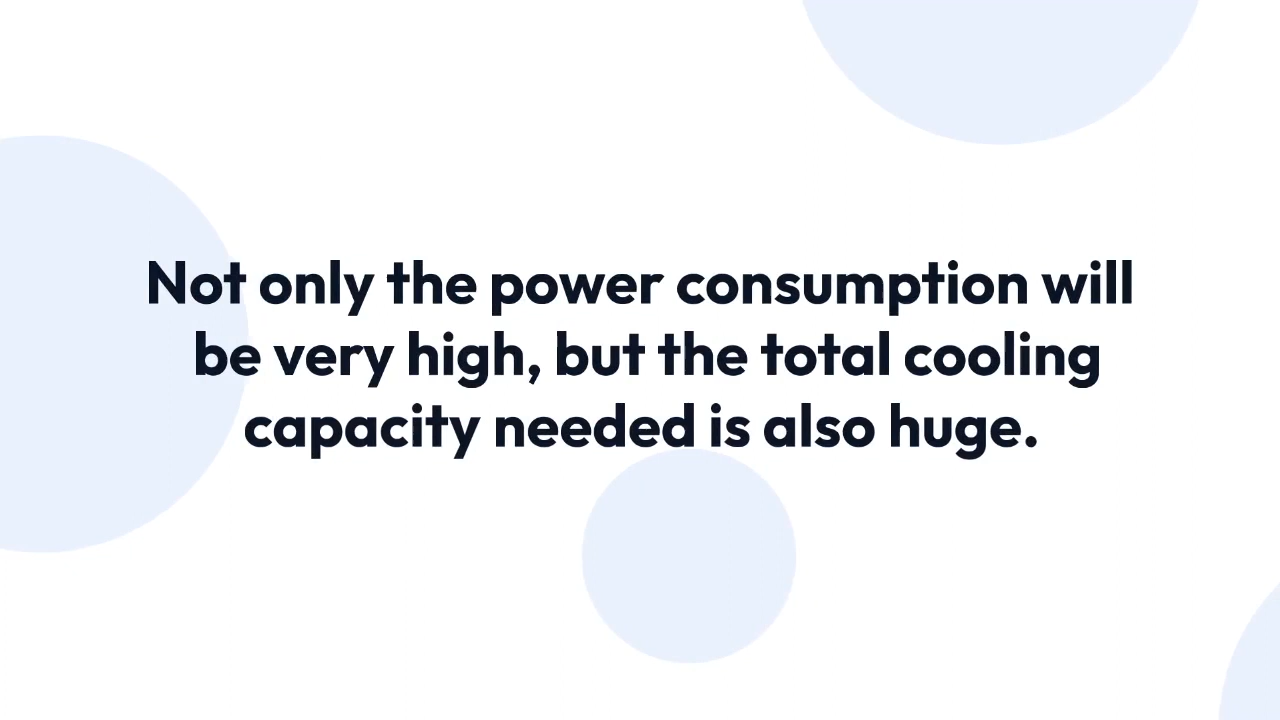 Not only the power consumption will
be very high, but the total cooling
capacity needed is also huge.